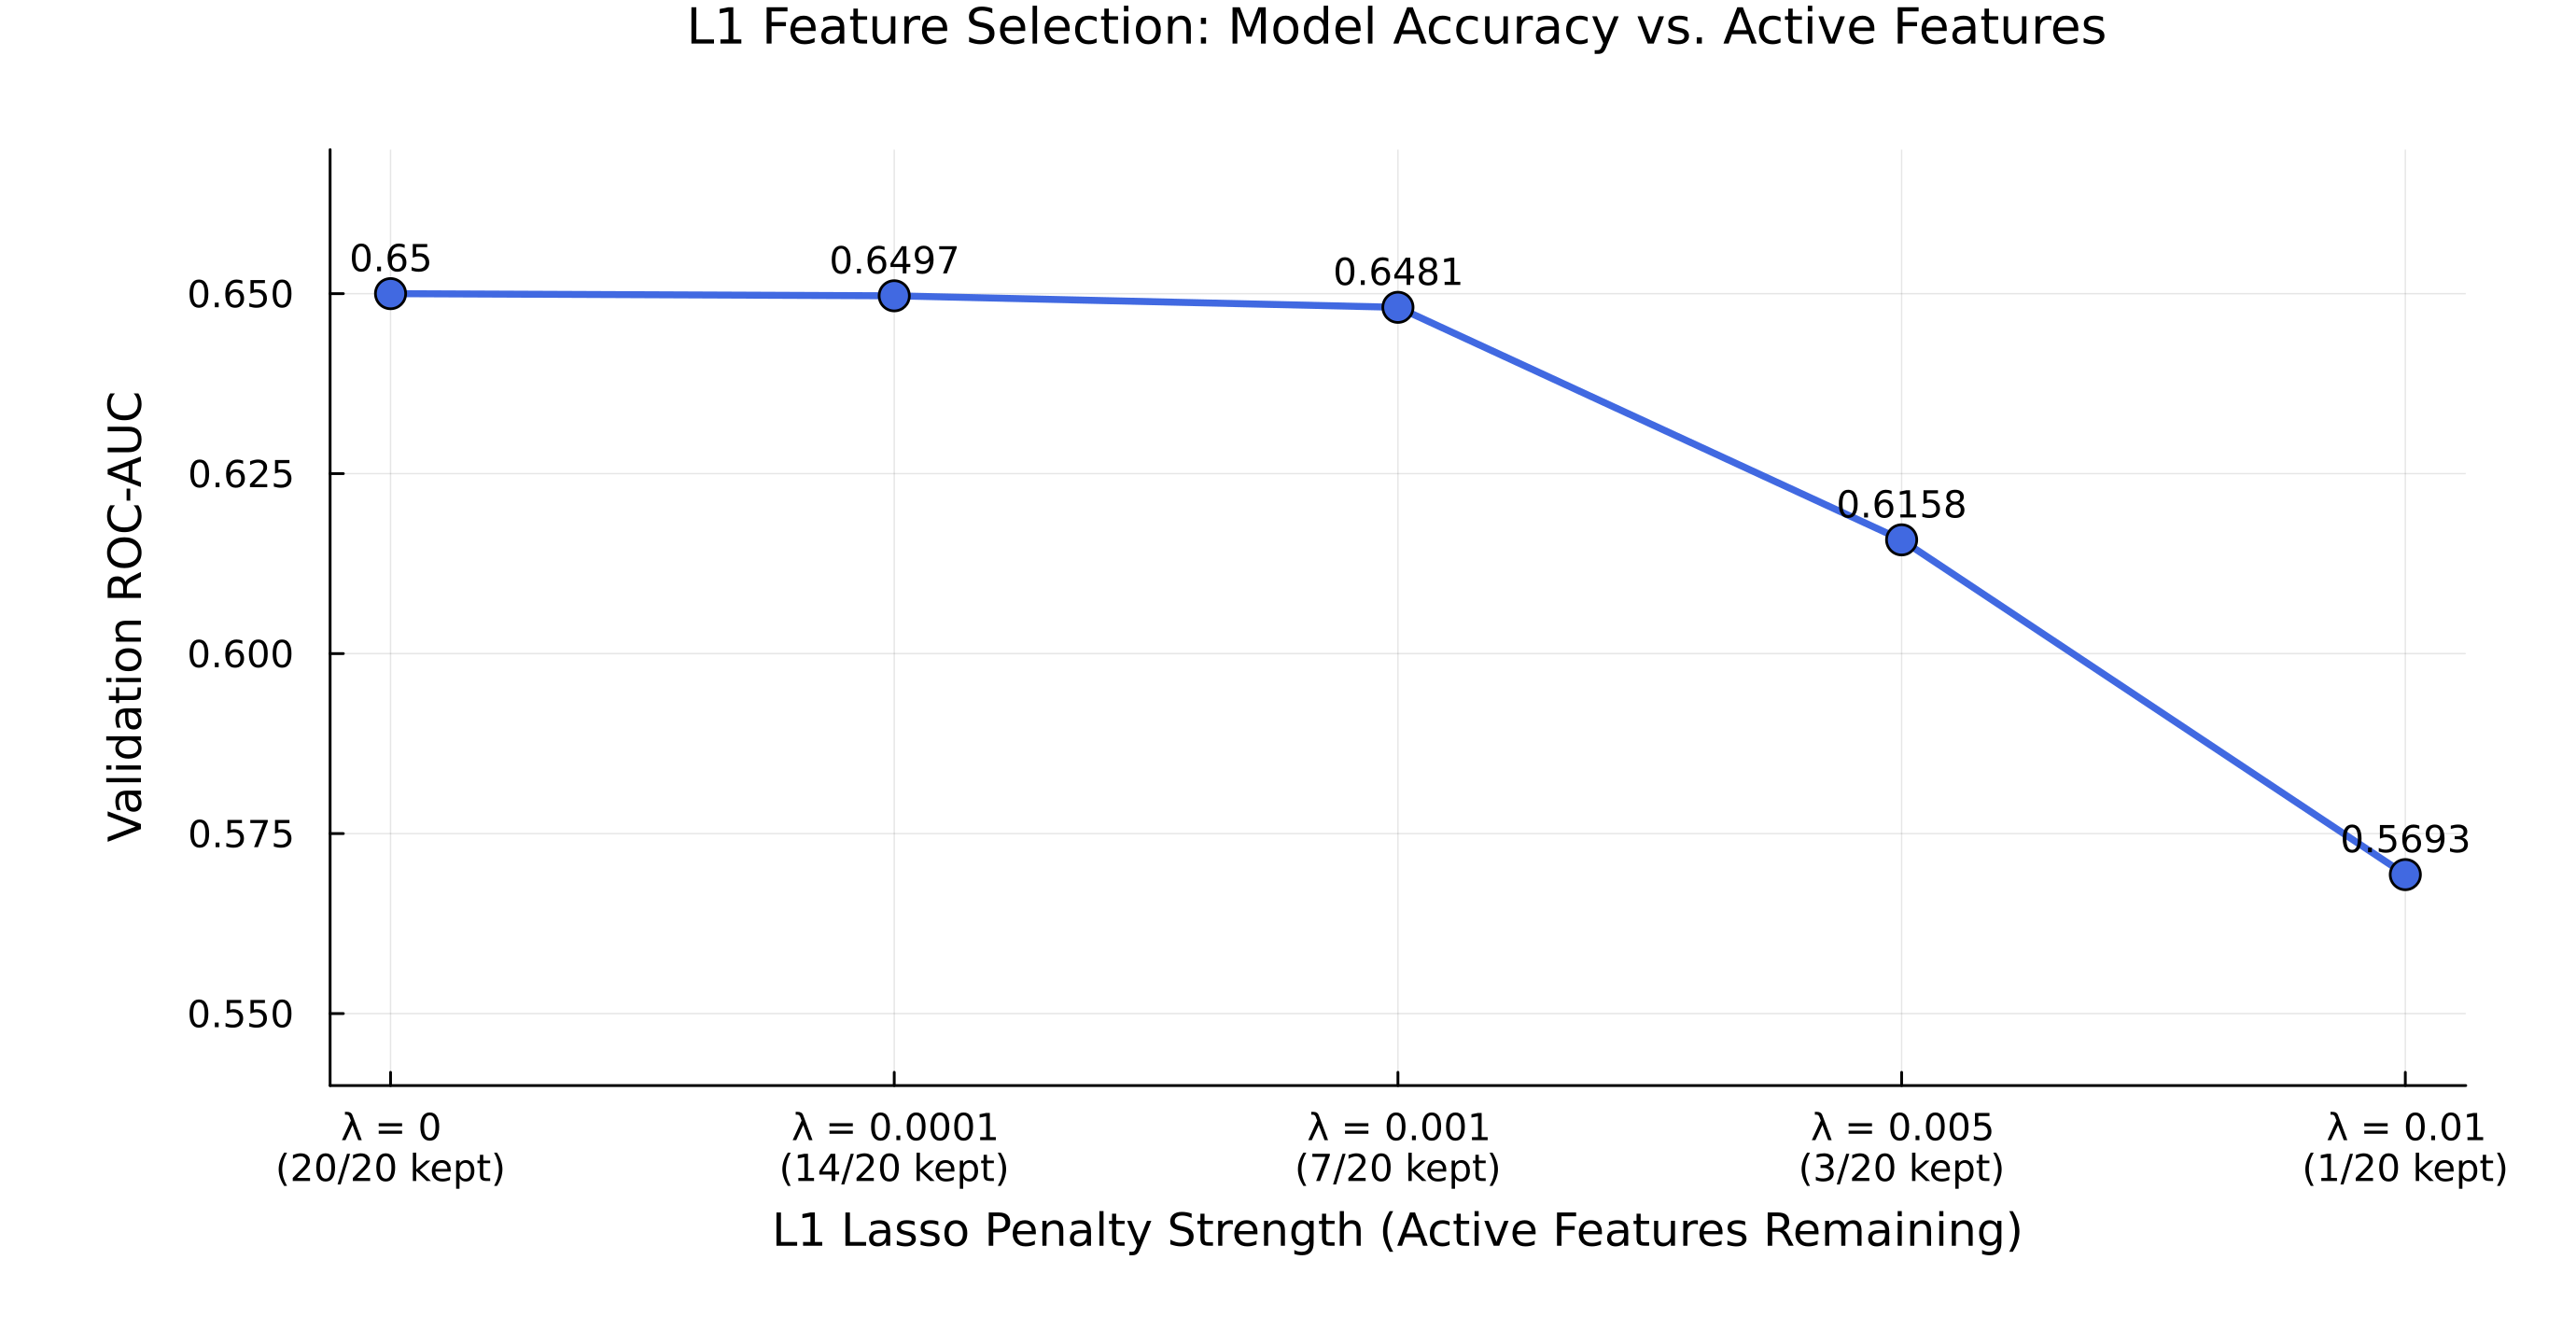 L1 Feature Selection: Model Accuracy vs. Active Features
Validation ROC-AUC
0.650
0.625
0.600
0.575
0.550
0.65
0.6497
0.6481
0.6158
0.5693
λ = 0
(20/20 kept)
λ = 0.0001
(14/20 kept)
λ = 0.001
(7/20 kept)
λ = 0.005
(3/20 kept)
λ = 0.01
(1/20 kept)
L1 Lasso Penalty Strength (Active Features Remaining)